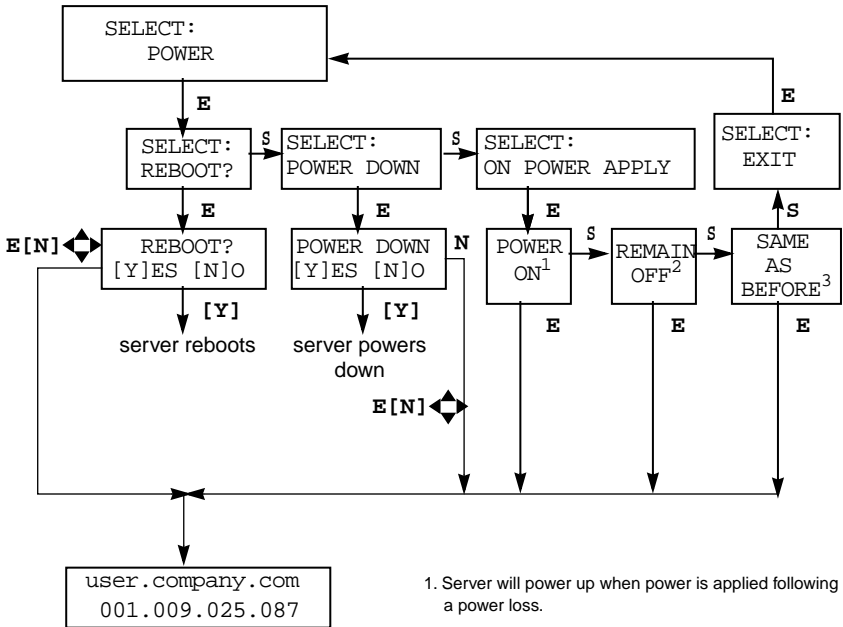 SELECT:
POWER
E
E
SELECT:
REBOOT?
S
SELECT:
POWER DOWN
S
SELECT:
ON POWER APPLY
SELECT:
EXIT
E
E
E
S
E[N]
REBOOT?
[Y]ES [N]O
POWER DOWN
[Y]ES [N]O
N
POWER
ON1
S
REMAIN
OFF2
S
SAME
AS
BEFORE3
[Y]
[Y]
E
E
E
server reboots
server powers
down
E[N]
user.company.com
001.009.025.087
1. Server will power up when power is applied following
a power loss.